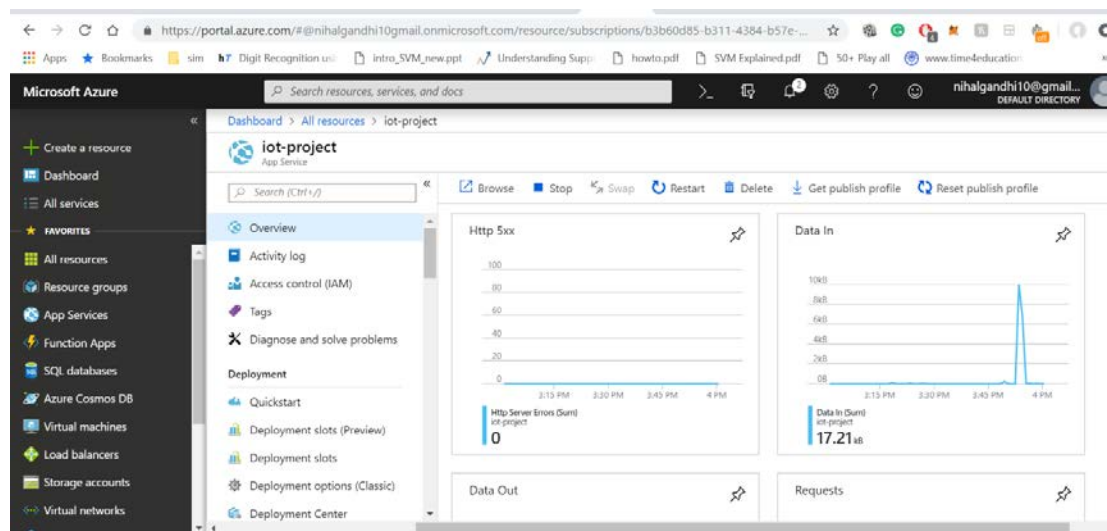 https://portal.azure.com/#@nihalgandhi10gmail.onmicrosoft.com/resource/subscriptions/b3b60d85-b311-4384-b57e-...
Apps Bookmarks sim Digit Recognition usi intro_SVM_new.ppt Understanding Supp howto.pdf SVM Explained.pdf 50+ Play all www.time4education
Microsoft Azure
Search resources, services, and docs
2
nihalgandhi10@gmail...
DEFAULT DIRECTORY
Create a resource
Dashboard
All services
FAVORITES
All resources
Resource groups
App Services
Function Apps
SQL databases
Azure Cosmos DB
Virtual machines
Load balancers
Storage accounts
Virtual networks
Dashboard > All resources > iot-project
iot-project
App Service
Search (Ctrl+/)
Overview
Activity log
Access control (IAM)
Tags
Diagnose and solve problems
Deployment
Quickstart
Deployment slots (Preview)
Deployment slots
Deployment options (Classic)
Deployment Center
Browse Stop Swap Restart Delete Get publish profile Reset publish profile
Http 5xx
100
80
60
40
20
0
3:15 PM 3:30 PM 3:45 PM 4 PM
Http Server Errors (Sum)
iot-project
0
Data In
10kB
8kB
6kB
4kB
2kB
0B
3:15 PM 3:30 PM 3:45 PM 4 PM
Data In (Sum)
iot-project
17.21 kB
Data Out
Requests